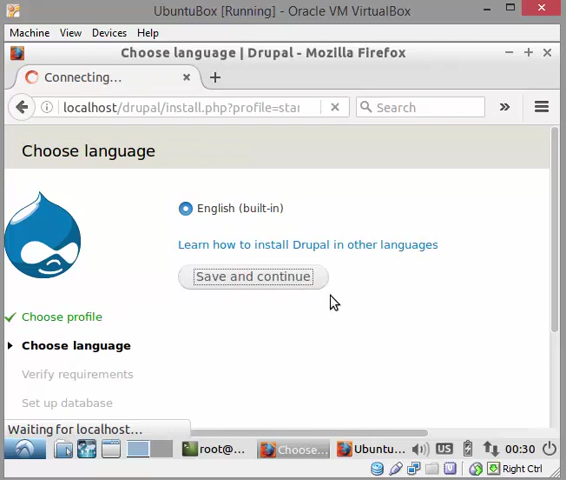 UbuntuBox [Running] - Oracle VM VirtualBox
Machine View Devices Help
Choose language | Drupal - Mozilla Firefox
Connecting...
localhost/drupal/install.php?profile=star
Search
Choose language
English (built-in)
Learn how to install Drupal in other languages
Save and continue
Choose profile
Choose language
Verify requirements
Set up database
Waiting for localhost...
root@... Choose... Ubuntu... US 00:30
Right Ctrl